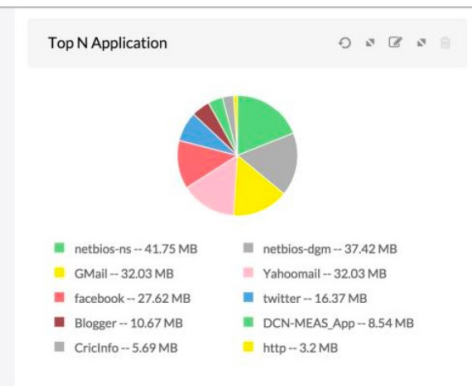 Top N Application
netbios-ns -- 41.75 MB
netbios-dgm -- 37.42 MB
GMail -- 32.03 MB
Yahoomail -- 32.03 MB
facebook -- 27.62 MB
twitter -- 16.37 MB
Blogger -- 10.67 MB
DCN-MEAS_App -- 8.54 MB
CricInfo -- 5.69 MB
http -- 3.2 MB